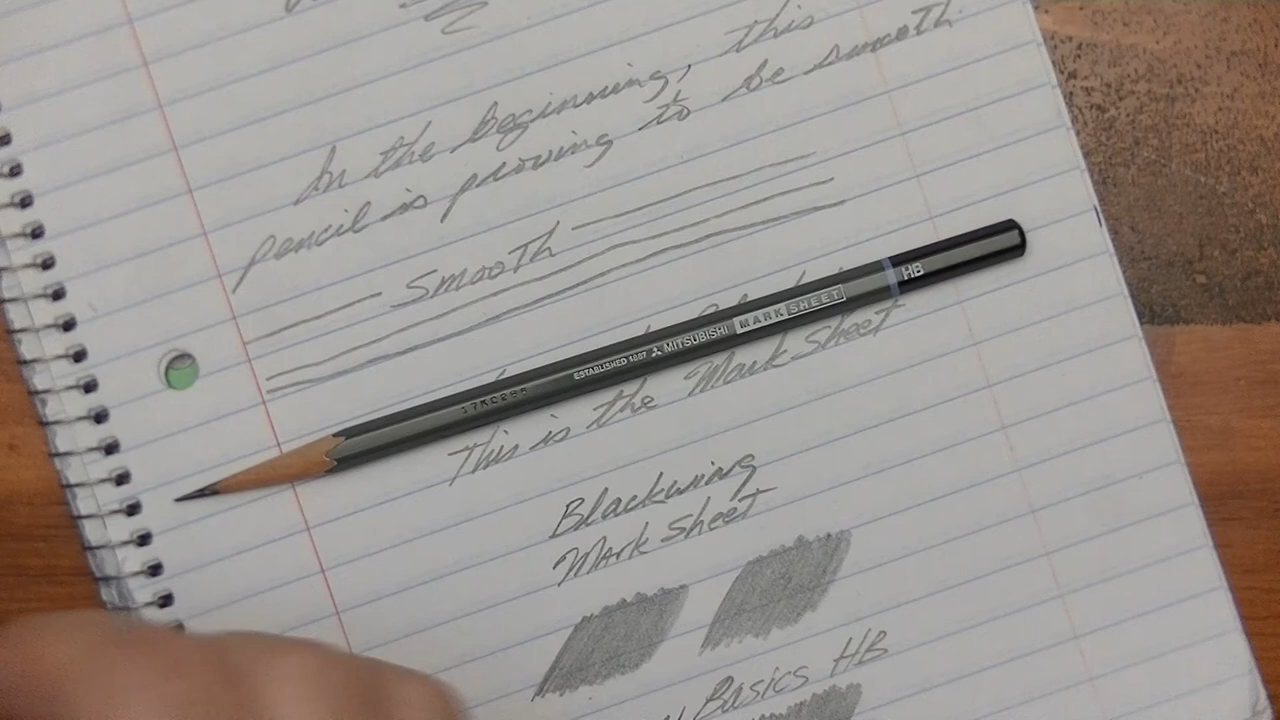 In the beginning, this
pencil is proving to be smooth
smooth
ESTABLISHED 1887 MITSUBISHI MARK SHEET HB
This is the Mark Sheet
Blackwing
Mark Sheet
Basics HB